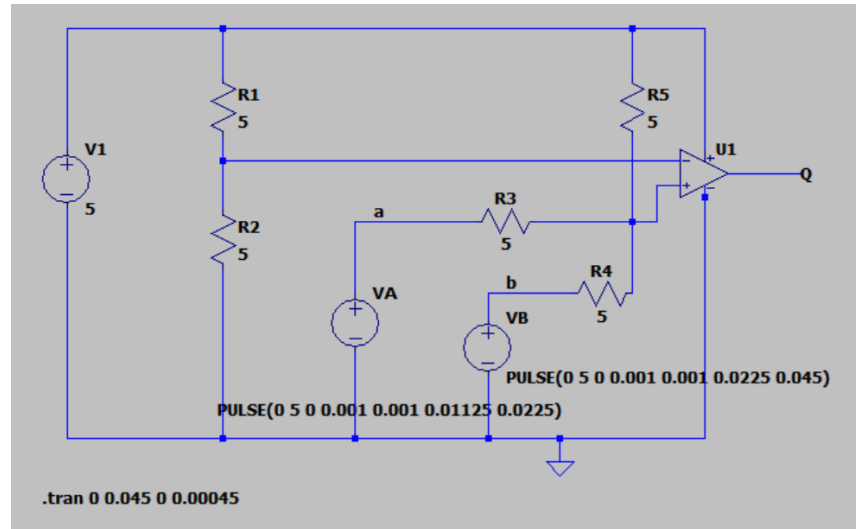 R1
5
R5
5
V1
5
U1
Q
R2
5
a
R3
5
b
R4
5
VA
VB
PULSE(0 5 0 0.001 0.001 0.0225 0.045)
PULSE(0 5 0 0.001 0.001 0.01125 0.0225)
.tran 0 0.045 0 0.00045